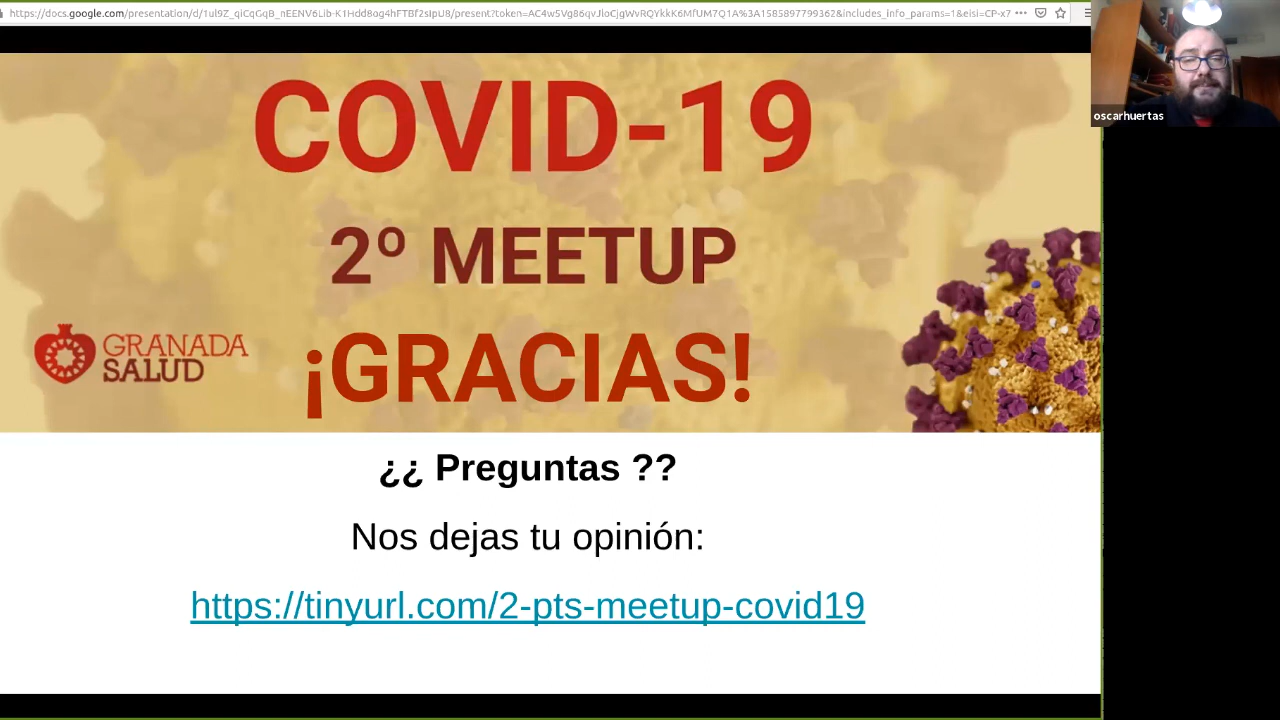 oscarhuertas
COVID-19
2º MEETUP
GRANADA
SALUD
¡GRACIAS!
¿¿ Preguntas ??
Nos dejas tu opinión:
https://tinyurl.com/2-pts-meetup-covid19